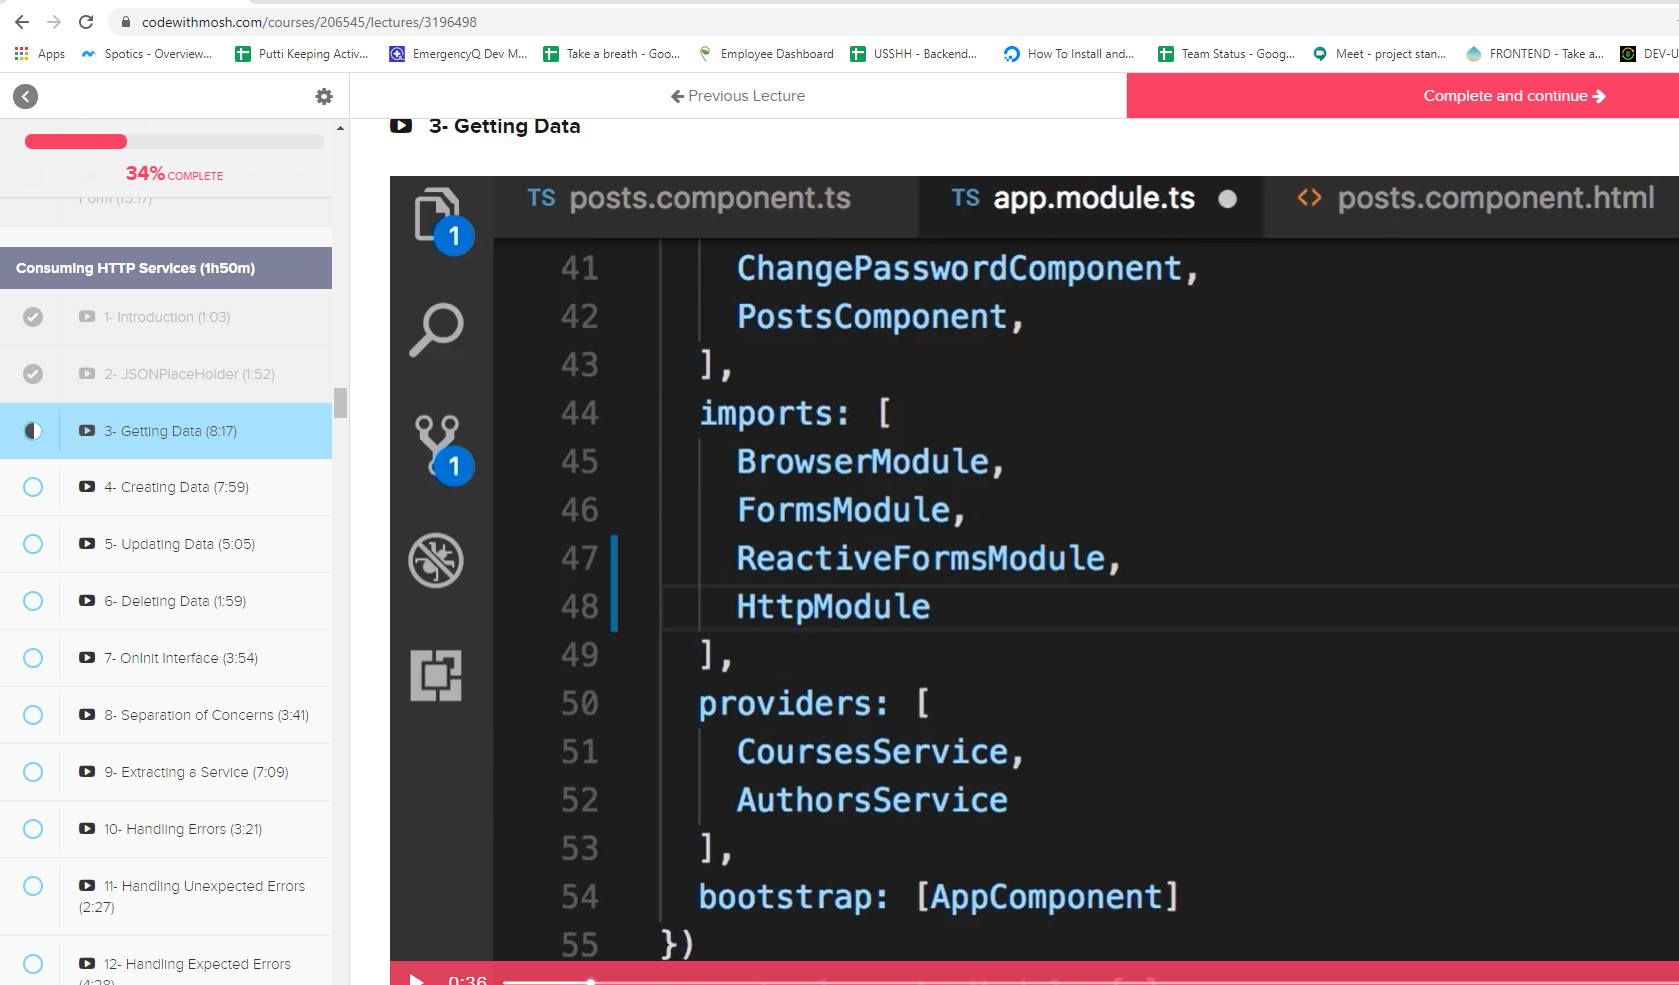 codewithmosh.com/courses/206545/lectures/3196498
Apps
Spotics - Overview...
Putti Keeping Activ...
EmergencyQ Dev M...
Take a breath - Goo...
Employee Dashboard
USSHH - Backend...
How To Install and...
Team Status - Goog...
Meet - project stan...
FRONTEND - Take a...
DEV-U
Previous Lecture
Complete and continue
34% COMPLETE
Form (15:17)
Consuming HTTP Services (1h50m)
1- Introduction (1:03)
2- JSONPlaceHolder (1:52)
3- Getting Data (8:17)
4- Creating Data (7:59)
5- Updating Data (5:05)
6- Deleting Data (1:59)
7- OnInit Interface (3:54)
8- Separation of Concerns (3:41)
9- Extracting a Service (7:09)
10- Handling Errors (3:21)
11- Handling Unexpected Errors
(2:27)
12- Handling Expected Errors
(4:28)
3- Getting Data
1
1
TS posts.component.ts
TS app.module.ts
<> posts.component.html
41 ChangePasswordComponent,
42 PostsComponent,
43 ],
44 imports: [
45 BrowserModule,
46 FormsModule,
47 ReactiveFormsModule,
48 HttpModule
49 ],
50 providers: [
51 CoursesService,
52 AuthorsService
53 ],
54 bootstrap: [AppComponent]
55 })
0:36